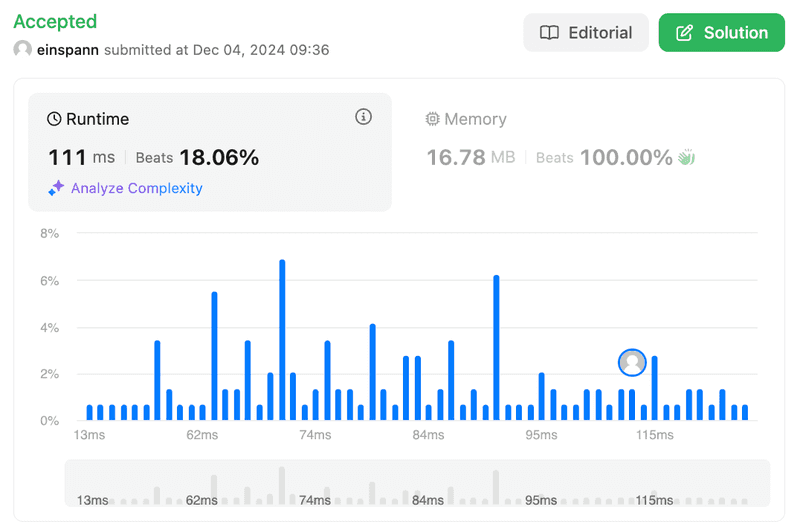 Accepted
einspann submitted at Dec 04, 2024 09:36
Editorial
Solution
Runtime
111 ms Beats 18.06%
Analyze Complexity
Memory
16.78 MB Beats 100.00%
8%
6%
4%
2%
0%
13ms 62ms 74ms 84ms 95ms 115ms
13ms 62ms 74ms 84ms 95ms 115ms